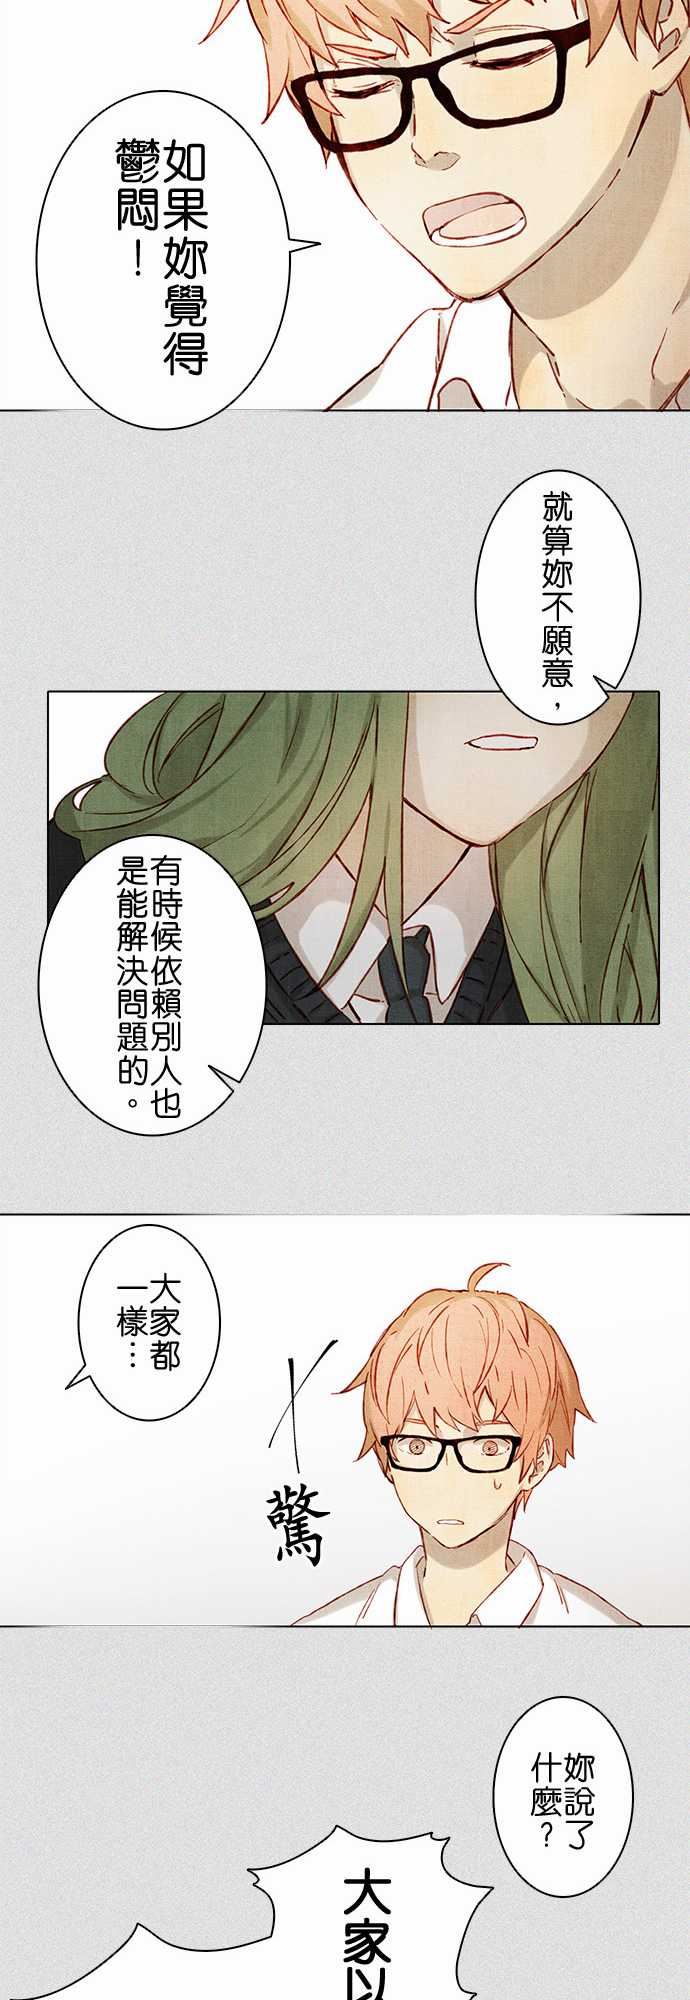 如果妳覺得
鬱悶！
就算妳不願意，
有時候依賴別人也
是能解決問題的。
大家都
一樣…
驚
妳說了
什麼？
大家以